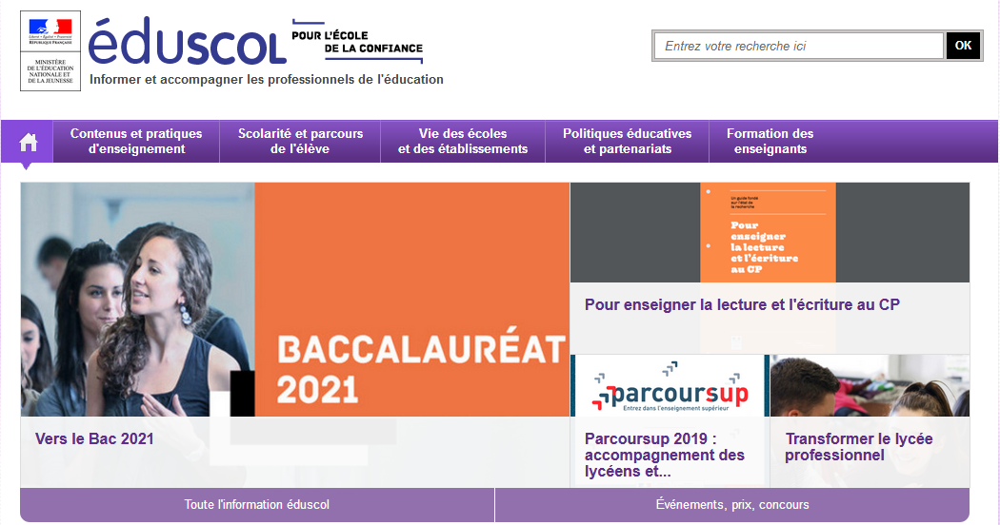 Liberté • Égalité • Fraternité
RÉPUBLIQUE FRANÇAISE
MINISTÈRE
DE L'ÉDUCATION
NATIONALE ET
DE LA JEUNESSE
éduscol
POUR L'ÉCOLE
DE LA CONFIANCE
Informer et accompagner les professionnels de l'éducation
Entrez votre recherche ici
OK
Contenus et pratiques
d'enseignement
Scolarité et parcours
de l'élève
Vie des écoles
et des établissements
Politiques éducatives
et partenariats
Formation des
enseignants
BACCALAURÉAT
2021
Vers le Bac 2021
Un guide fondé
sur l'état de
la recherche
Pour
enseigner
la lecture
et l'écriture
au CP
Pour enseigner la lecture et l'écriture au CP
parcoursup
Entrez dans l'enseignement supérieur
Parcoursup 2019 :
accompagnement des
lycéens et...
Transformer le lycée
professionnel
Toute l'information éduscol
Événements, prix, concours